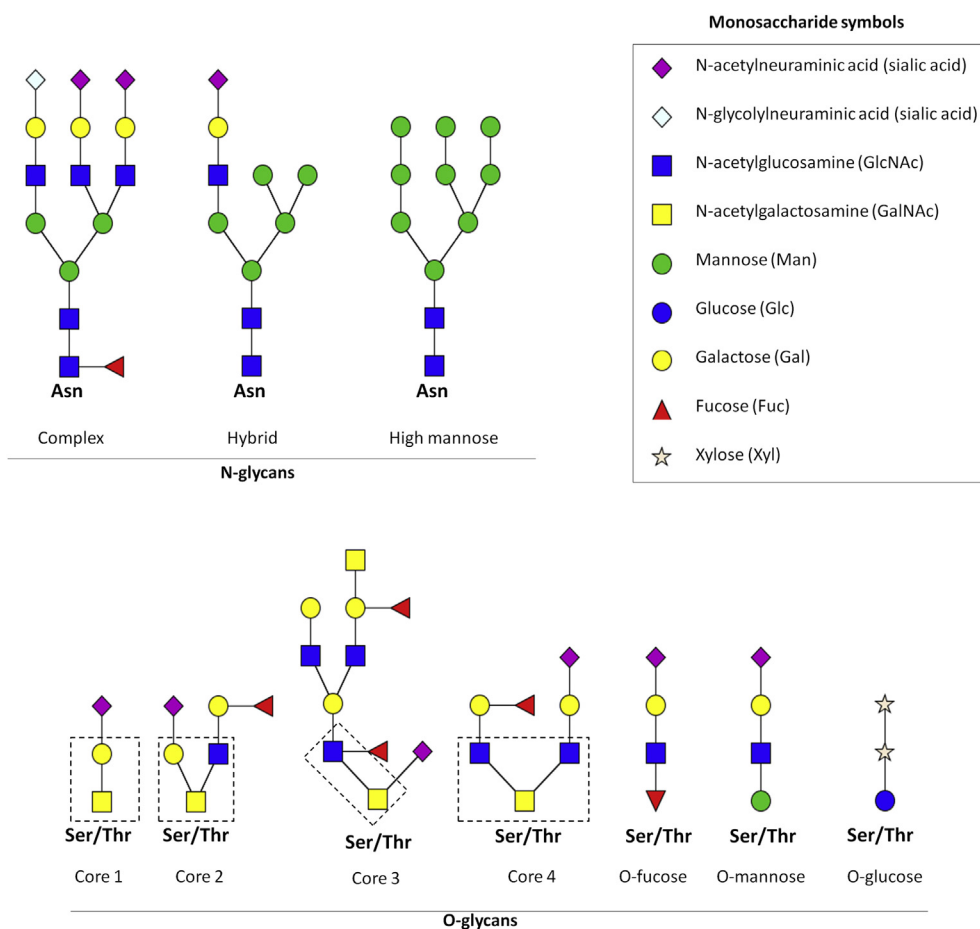 Monosaccharide symbols
N-acetylneuraminic acid (sialic acid)
N-glycolylneuraminic acid (sialic acid)
N-acetylglucosamine (GlcNAc)
N-acetylgalactosamine (GalNAc)
Mannose (Man)
Glucose (Glc)
Galactose (Gal)
Fucose (Fuc)
Xylose (Xyl)
Asn Asn Asn
Complex Hybrid High mannose
N-glycans
Ser/Thr Ser/Thr Ser/Thr Ser/Thr Ser/Thr Ser/Thr Ser/Thr
Core 1 Core 2 Core 3 Core 4 O-fucose O-mannose O-glucose
O-glycans